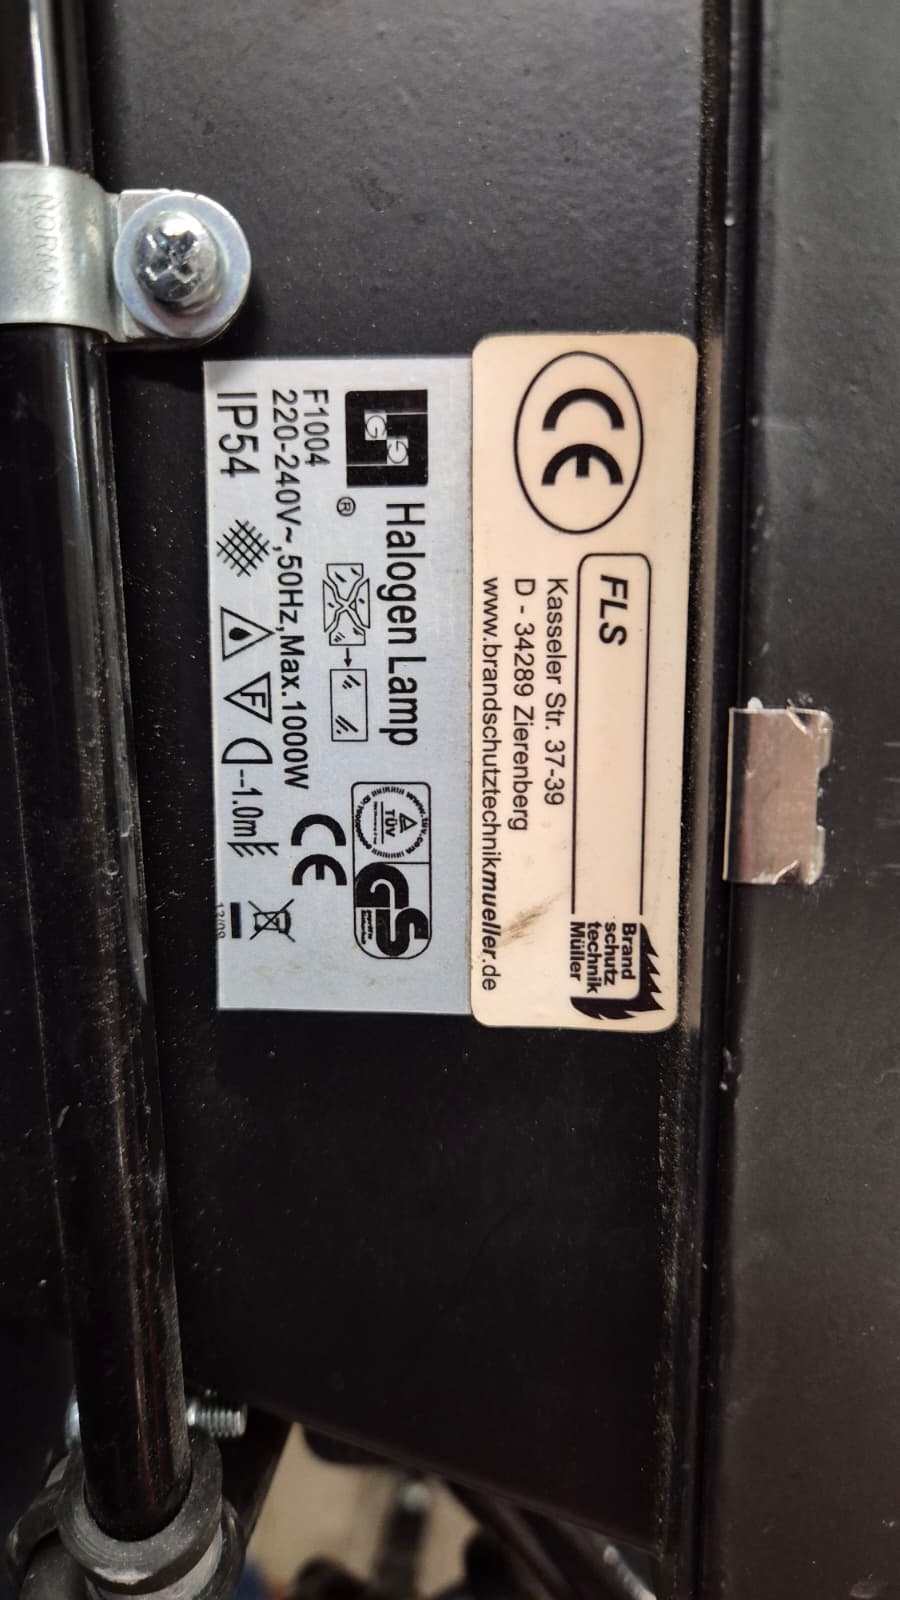 CE
FLS
Brand
schutz
technik
Müller
Kasseler Str. 37-39
D - 34289 Zierenberg
www.brandschutztechnikmueller.de
Halogen Lamp
®
F1004
220-240V~,50Hz,Max.1000W
IP54
F
--1.0m
TÜV
GS
CE
NORMA